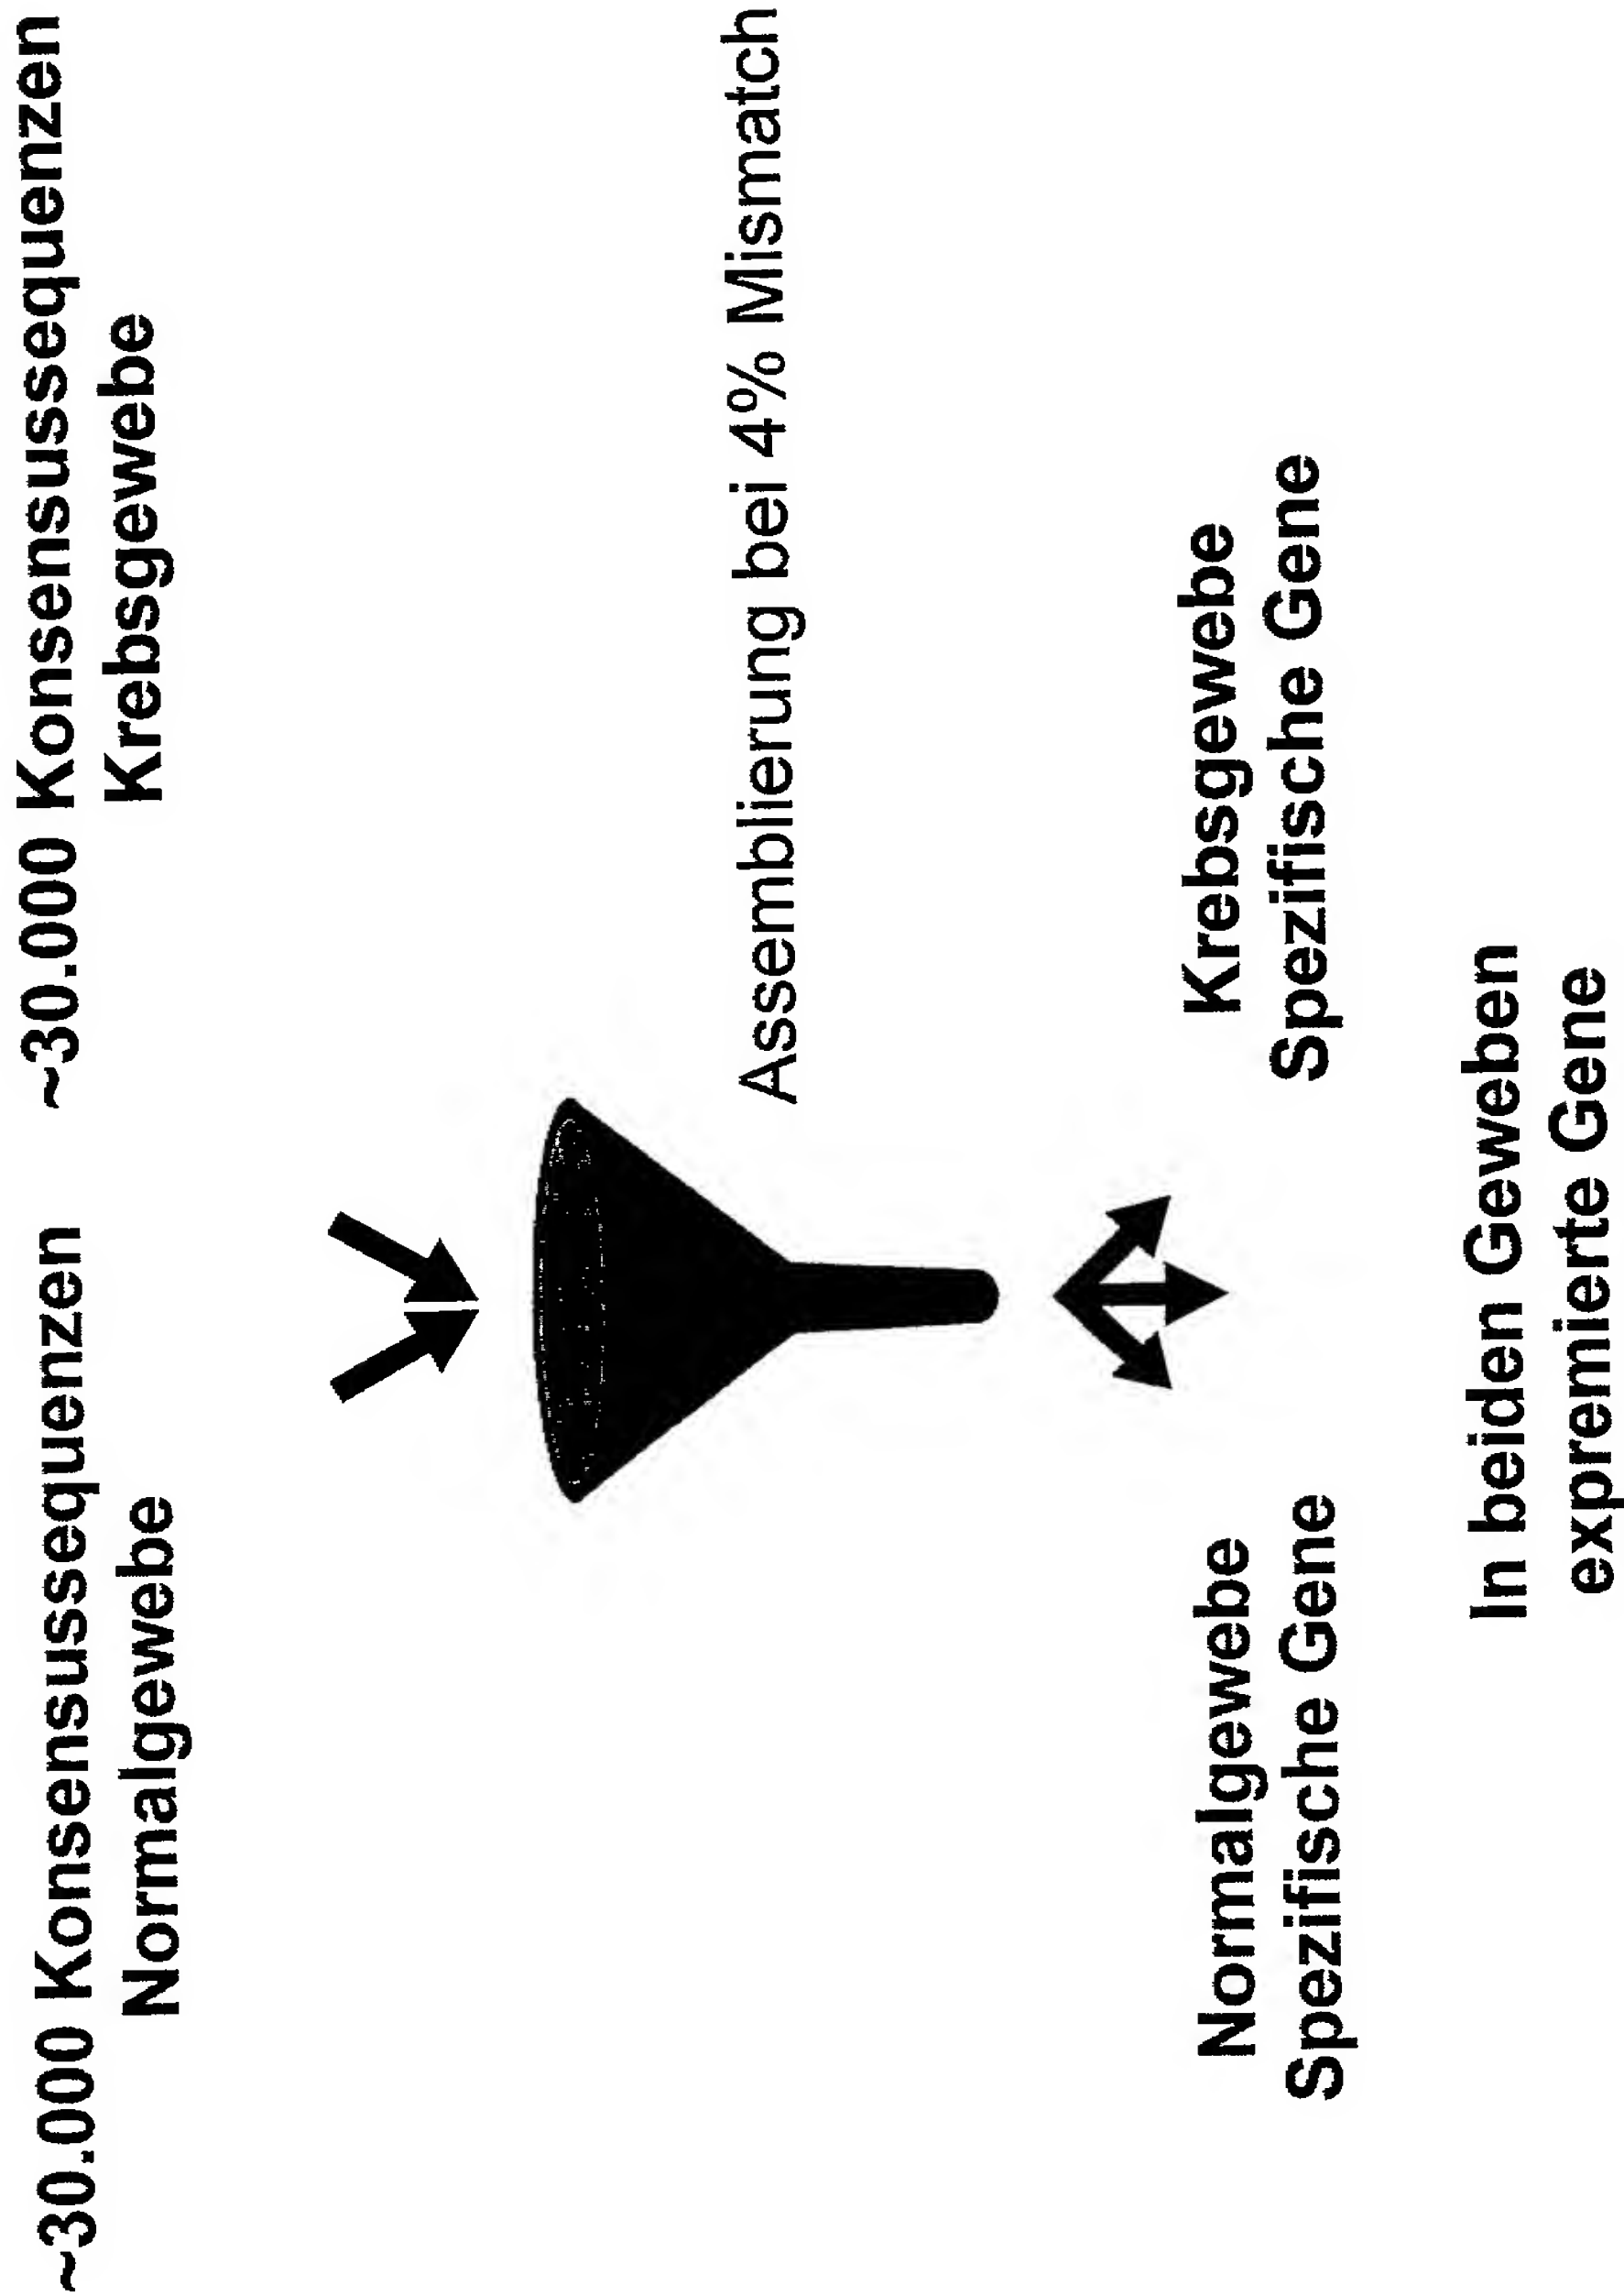 ~30.000 Konsensussequenzen
Normalgewebe
~30.000 Konsensussequenzen
Krebsgewebe
Assemblierung bei 4% Mismatch
Normalgewebe
Spezifische Gene
Krebsgewebe
Spezifische Gene
In beiden Geweben
expremierte Gene